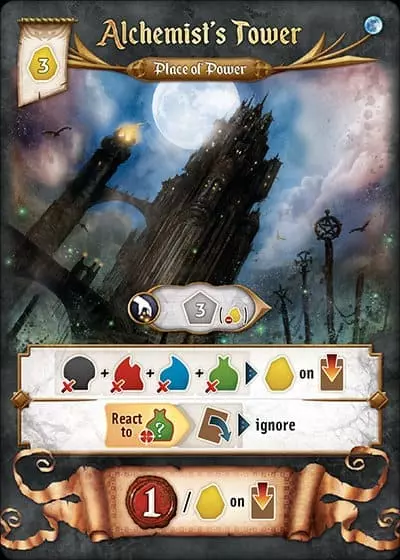 3
Alchemist's Tower
Place of Power
3 ( )
+ + + on
React
to ? ignore
1 / on